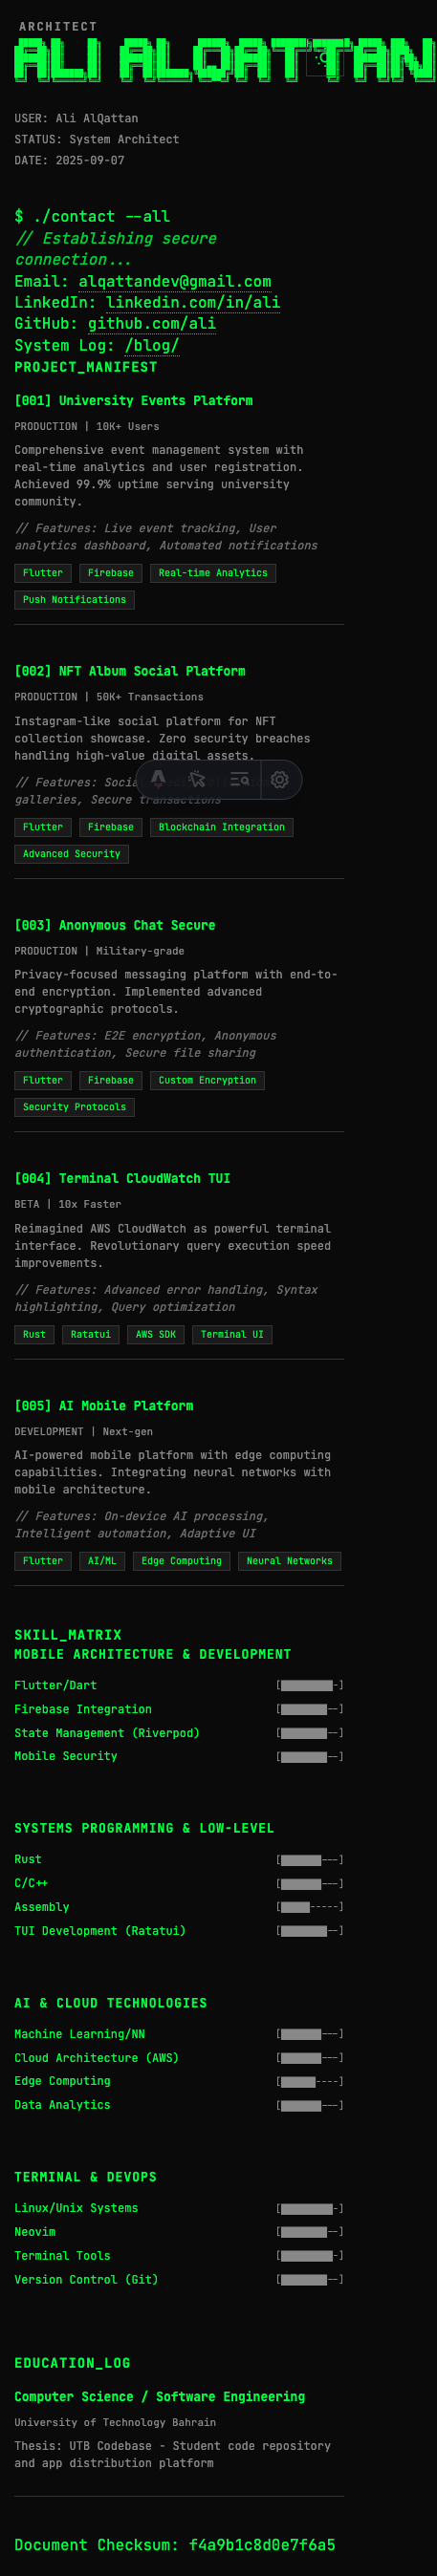 ARCHITECT
ALI ALQATTAN
USER: Ali AlQattan
STATUS: System Architect
DATE: 2025-09-07
$ ./contact --all
// Establishing secure
connection...
Email: alqattandev@gmail.com
LinkedIn: linkedin.com/in/ali
GitHub: github.com/ali
System Log: /blog/
PROJECT_MANIFEST
[001] University Events Platform
PRODUCTION | 10K+ Users
Comprehensive event management system with
real-time analytics and user registration.
Achieved 99.9% uptime serving university
community.
// Features: Live event tracking, User
analytics dashboard, Automated notifications
Flutter Firebase Real-time Analytics
Push Notifications
[002] NFT Album Social Platform
PRODUCTION | 50K+ Transactions
Instagram-like social platform for NFT
collection showcase. Zero security breaches
handling high-value digital assets.
// Features: Social
galleries, Secure transactions
Flutter Firebase Blockchain Integration
Advanced Security
[003] Anonymous Chat Secure
PRODUCTION | Military-grade
Privacy-focused messaging platform with end-to-
end encryption. Implemented advanced
cryptographic protocols.
// Features: E2E encryption, Anonymous
authentication, Secure file sharing
Flutter Firebase Custom Encryption
Security Protocols
[004] Terminal CloudWatch TUI
BETA | 10x Faster
Reimagined AWS CloudWatch as powerful terminal
interface. Revolutionary query execution speed
improvements.
// Features: Advanced error handling, Syntax
highlighting, Query optimization
Rust Ratatui AWS SDK Terminal UI
[005] AI Mobile Platform
DEVELOPMENT | Next-gen
AI-powered mobile platform with edge computing
capabilities. Integrating neural networks with
mobile architecture.
// Features: On-device AI processing,
Intelligent automation, Adaptive UI
Flutter AI/ML Edge Computing Neural Networks
SKILL_MATRIX
MOBILE ARCHITECTURE & DEVELOPMENT
Flutter/Dart [█████████-]
Firebase Integration [████████--]
State Management (Riverpod) [████████--]
Mobile Security [████████--]
SYSTEMS PROGRAMMING & LOW-LEVEL
Rust [███████---]
C/C++ [███████---]
Assembly [█████-----]
TUI Development (Ratatui) [████████--]
AI & CLOUD TECHNOLOGIES
Machine Learning/NN [███████---]
Cloud Architecture (AWS) [███████---]
Edge Computing [██████----]
Data Analytics [███████---]
TERMINAL & DEVOPS
Linux/Unix Systems [█████████-]
Neovim [████████--]
Terminal Tools [█████████-]
Version Control (Git) [████████--]
EDUCATION_LOG
Computer Science / Software Engineering
University of Technology Bahrain
Thesis: UTB Codebase - Student code repository
and app distribution platform
Document Checksum: f4a9b1c8d0e7f6a5